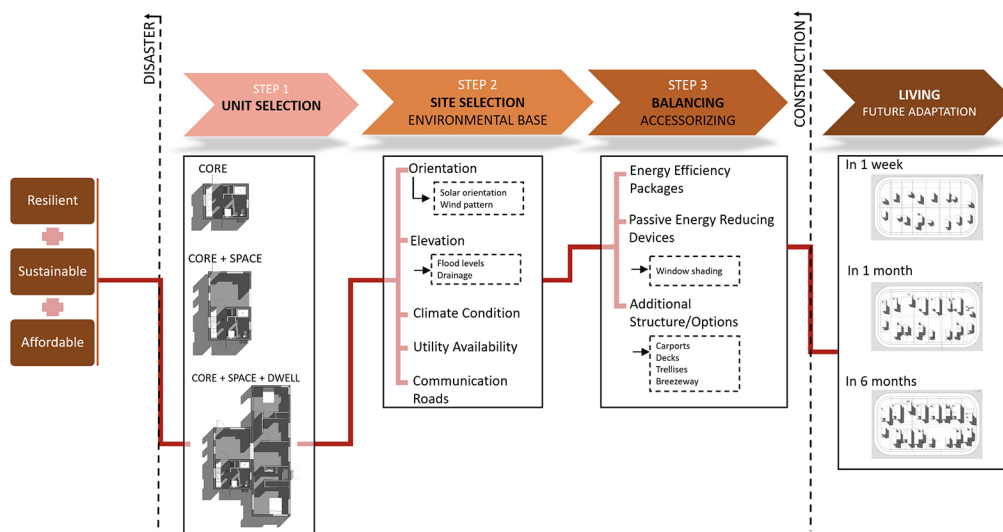 DISASTER
CONSTRUCTION
STEP 1
UNIT SELECTION
STEP 2
SITE SELECTION
ENVIRONMENTAL BASE
STEP 3
BALANCING
ACCESSORIZING
LIVING
FUTURE ADAPTATION
Resilient
Sustainable
Affordable
CORE
CORE + SPACE
CORE + SPACE + DWELL
Orientation
Solar orientation
Wind pattern
Elevation
Flood levels
Drainage
Climate Condition
Utility Availability
Communication
Roads
Energy Efficiency
Packages
Passive Energy Reducing
Devices
Window shading
Additional
Structure/Options
Carports
Decks
Trellises
Breezeway
In 1 week
In 1 month
In 6 months